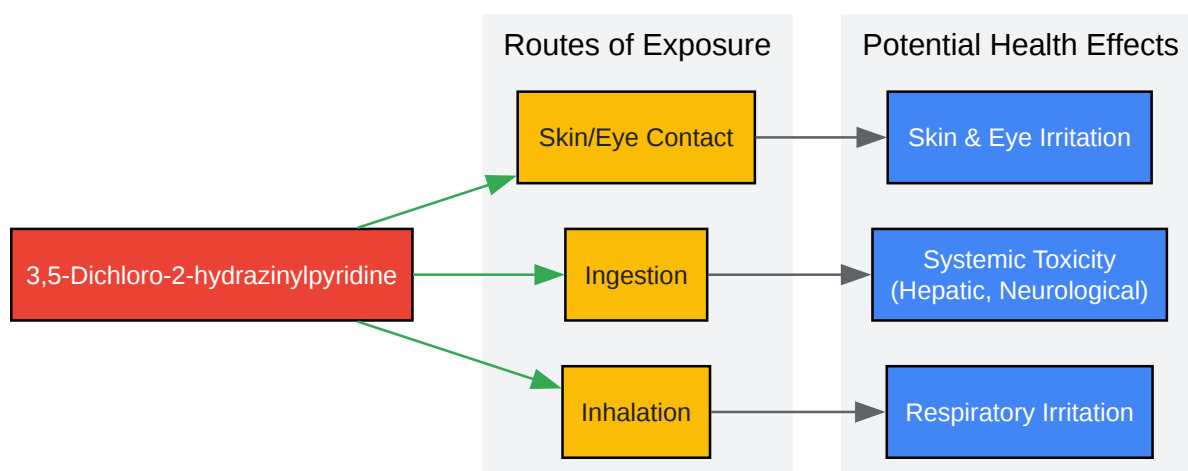 Routes of Exposure
Potential Health Effects
Skin/Eye Contact
Skin & Eye Irritation
3,5-Dichloro-2-hydrazinylpyridine
Ingestion
Systemic Toxicity
(Hepatic, Neurological)
Inhalation
Respiratory Irritation